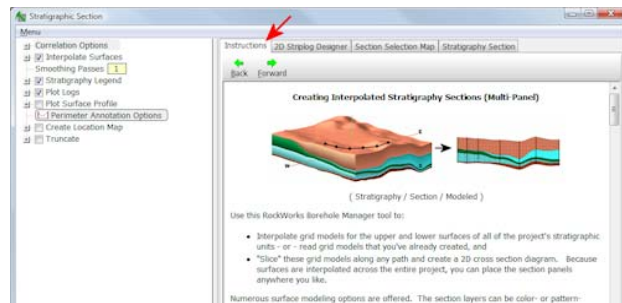 Stratigraphic Section
Menu
Correlation Options
Interpolate Surfaces
Smoothing Passes 1
Stratigraphy Legend
Plot Logs
Plot Surface Profile
Perimeter Annotation Options
Create Location Map
Truncate
Instructions 2D Striplog Designer Section Selection Map Stratigraphy Section
Back Forward
Creating Interpolated Stratigraphy Sections (Multi-Panel)
( Stratigraphy / Section / Modeled )
Use this RockWorks Borehole Manager tool to:
• Interpolate grid models for the upper and lower surfaces of all of the project's stratigraphic
units - or - read grid models that you've already created, and
• "Slice" these grid models along any path and create a 2D cross section diagram. Because
surfaces are interpolated across the entire project, you can place the section panels
anywhere you like.
Numerous surface modeling options are offered. The section layers can be color- or pattern-